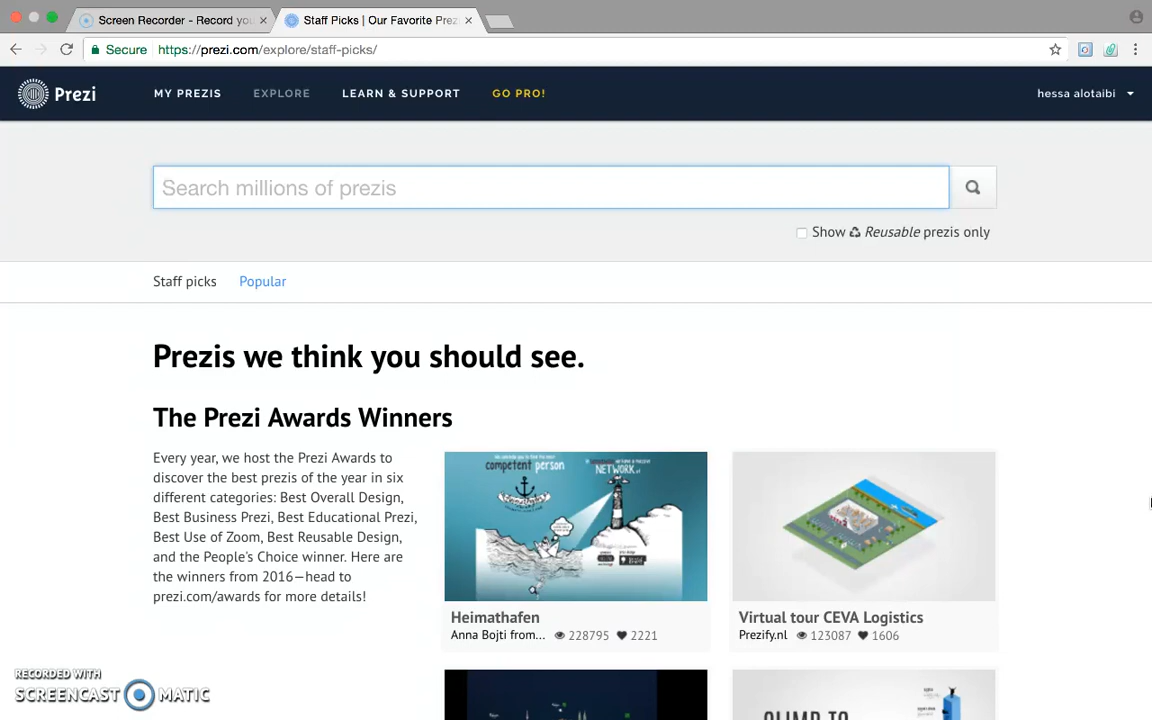 Screen Recorder - Record you
Staff Picks | Our Favorite Prezi
Secure https://prezi.com/explore/staff-picks/
Prezi
MY PREZIS EXPLORE LEARN & SUPPORT GO PRO! hessa alotaibi
Search millions of prezis
Show Reusable prezis only
Staff picks Popular
Prezis we think you should see.
The Prezi Awards Winners
Every year, we host the Prezi Awards to
discover the best prezis of the year in six
different categories: Best Overall Design,
Best Business Prezi, Best Educational Prezi,
Best Use of Zoom, Best Reusable Design,
and the People's Choice winner. Here are
the winners from 2016—head to
prezi.com/awards for more details!
competent person
NETWORK
Heimathafen
Anna Bojti from... 228795 2221
Virtual tour CEVA Logistics
Prezify.nl 123087 1606
CLIMB TO
RECORDED WITH
SCREENCAST MATIC